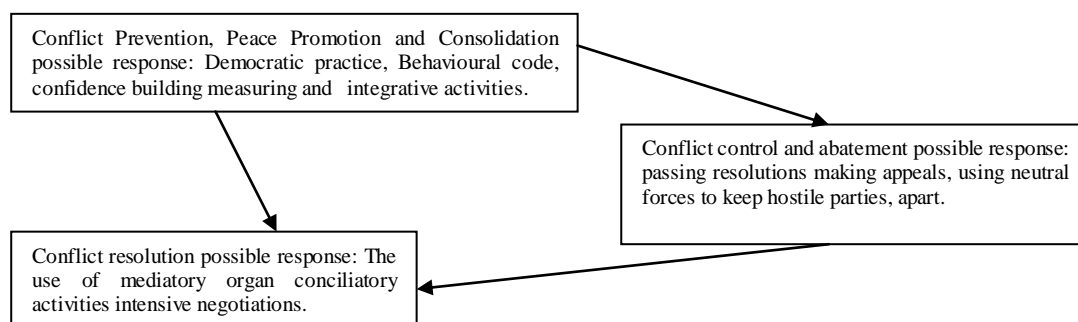 Conflict Prevention, Peace Promotion and Consolidation
possible response: Democratic practice, Behavioural code,
confidence building measuring and integrative activities.
Conflict control and abatement possible response:
passing resolutions making appeals, using neutral
forces to keep hostile parties, apart.
Conflict resolution possible response: The
use of mediatory organ conciliatory
activities intensive negotiations.